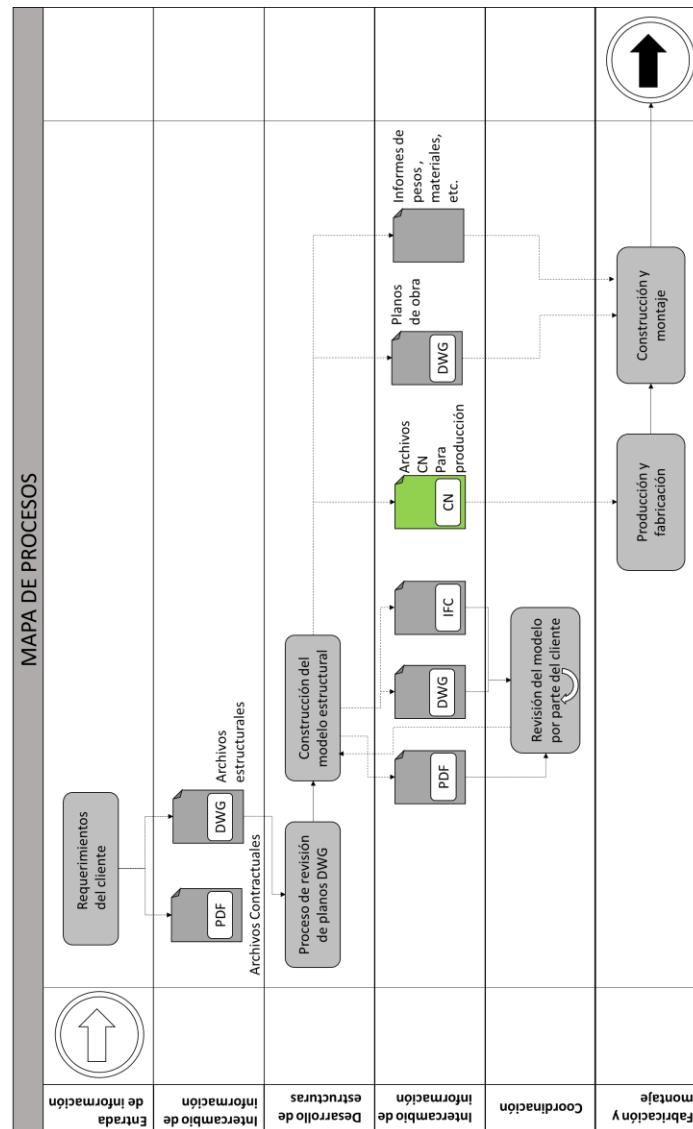 MAPA DE PROCESOS
Entrada
de información
Requerimientos
del cliente
Intercambio de
información
PDF
DWG
Archivos
estructurales
Archivos Contractuales
Desarrollo de
estructuras
Proceso de revisión
de planos DWG
Construcción del
modelo estructural
Intercambio de
información
PDF
DWG
IFC
CN
Archivos
CN
Para
producción
DWG
Planos
de obra
Informes de
pesos ,
materiales,
etc.
Coordinación
Revisión del modelo
por parte del cliente
Fabricación y
montaje
Producción y
fabricación
Construcción y
montaje